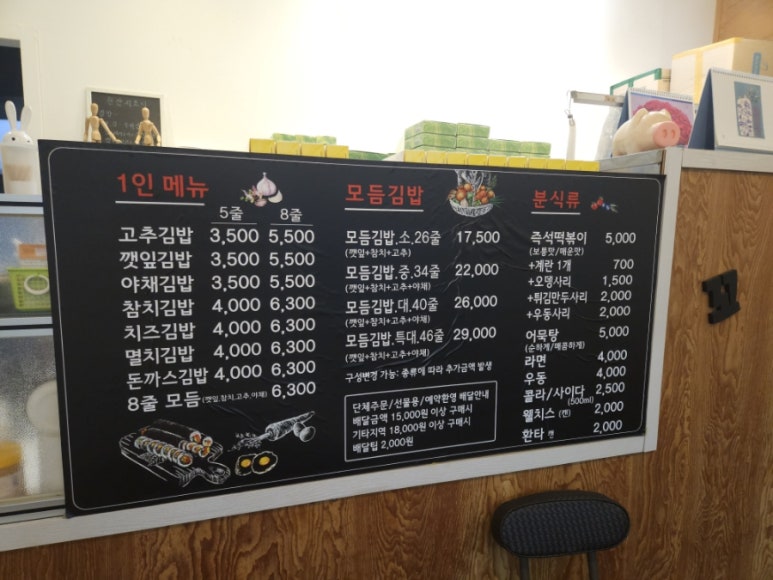 1인 메뉴
5줄 8줄
고추김밥 3,500 5,500
깻잎김밥 3,500 5,500
야채김밥 3,500 5,500
참치김밥 4,000 6,300
치즈김밥 4,000 6,300
멸치김밥 4,000 6,300
돈까스김밥 4,000 6,300
8줄 모듬 (깻잎,참치,고추,야채) 6,300
모듬김밥
모듬김밥.소.26줄 17,500
(깻잎+참치+고추)
모듬김밥.중.34줄 22,000
(깻잎+참치+고추+야채)
모듬김밥.대.40줄 26,000
(깻잎+참치+고추+야채)
모듬김밥.특대.46줄 29,000
(깻잎+참치+고추+야채)
구성변경 가능: 종류에 따라 추가금액 발생
단체주문/선물용/예약환영 배달안내
배달금액 15,000원 이상 구매시
기타지역 18,000원 이상 구매시
배달팁 2,000원
분식류
즉석떡볶이 5,000
(보통맛/매운맛)
+계란 1개 700
+오뎅사리 1,500
+튀김만두사리 2,000
+우동사리 2,000
어묵탕 5,000
(순하게/매콤하게)
라면 4,000
우동 4,000
콜라/사이다 2,500
(500ml)
웰치스 (캔) 2,000
환타 캔 2,000